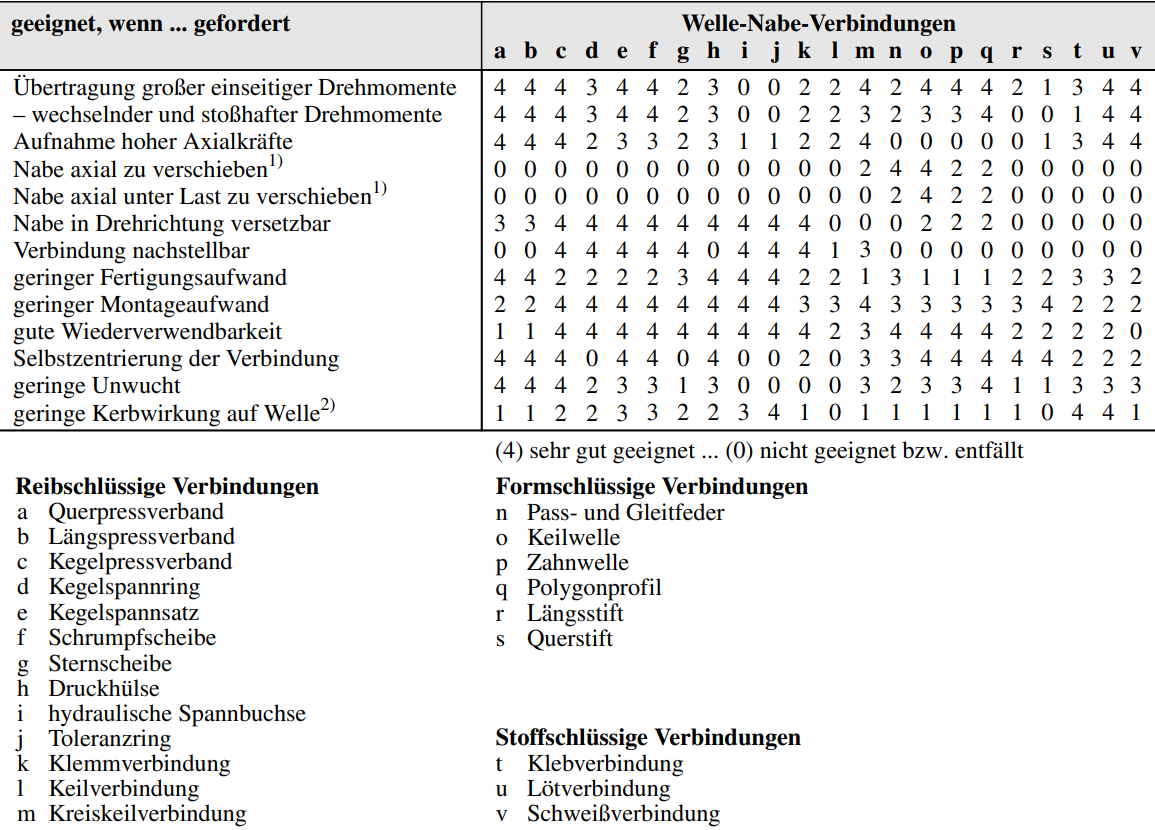 geeignet, wenn ... gefordert Welle-Nabe-Verbindungen
a b c d e f g h i j k l m n o p q r s t u v
Übertragung großer einseitiger Drehmomente 4 4 4 3 4 4 2 3 0 0 2 2 4 2 4 4 4 2 1 3 4 4
– wechselnder und stoßhafter Drehmomente 4 4 4 3 4 4 2 3 0 0 2 2 3 2 3 3 4 0 0 1 4 4
Aufnahme hoher Axialkräfte 4 4 4 2 3 3 2 3 1 1 2 2 4 0 0 0 0 0 1 3 4 4
Nabe axial zu verschieben1) 0 0 0 0 0 0 0 0 0 0 0 0 2 4 4 2 2 0 0 0 0 0
Nabe axial unter Last zu verschieben1) 0 0 0 0 0 0 0 0 0 0 0 0 0 2 4 2 2 0 0 0 0 0
Nabe in Drehrichtung versetzbar 3 3 4 4 4 4 4 4 4 4 4 0 0 0 2 2 2 0 0 0 0 0
Verbindung nachstellbar 0 0 4 4 4 4 4 0 4 4 4 1 3 0 0 0 0 0 0 0 0 0
geringer Fertigungsaufwand 4 4 2 2 2 2 3 4 4 4 2 2 1 3 1 1 1 2 2 3 3 2
geringer Montageaufwand 2 2 4 4 4 4 4 4 4 4 3 3 4 3 3 3 3 3 4 2 2 2
gute Wiederverwendbarkeit 1 1 4 4 4 4 4 4 4 4 4 2 3 4 4 4 4 2 2 2 2 0
Selbstzentrierung der Verbindung 4 4 4 0 4 4 0 4 0 0 2 0 3 3 4 4 4 4 4 2 2 2
geringe Unwucht 4 4 4 2 3 3 1 3 0 0 0 0 3 2 3 3 4 1 1 3 3 3
geringe Kerbwirkung auf Welle2) 1 1 2 2 3 3 2 2 3 4 1 0 1 1 1 1 1 1 0 4 4 1
(4) sehr gut geeignet ... (0) nicht geeignet bzw. entfällt
Reibschlüssige Verbindungen
a Querpressverband
b Längspressverband
c Kegelpressverband
d Kegelspannring
e Kegelspannsatz
f Schrumpfscheibe
g Sternscheibe
h Druckhülse
i hydraulische Spannbuchse
j Toleranzring
k Klemmverbindung
l Keilverbindung
m Kreiskeilverbindung
Formschlüssige Verbindungen
n Pass- und Gleitfeder
o Keilwelle
p Zahnwelle
q Polygonprofil
r Längsstift
s Querstift
Stoffschlüssige Verbindungen
t Klebverbindung
u Lötverbindung
v Schweißverbindung